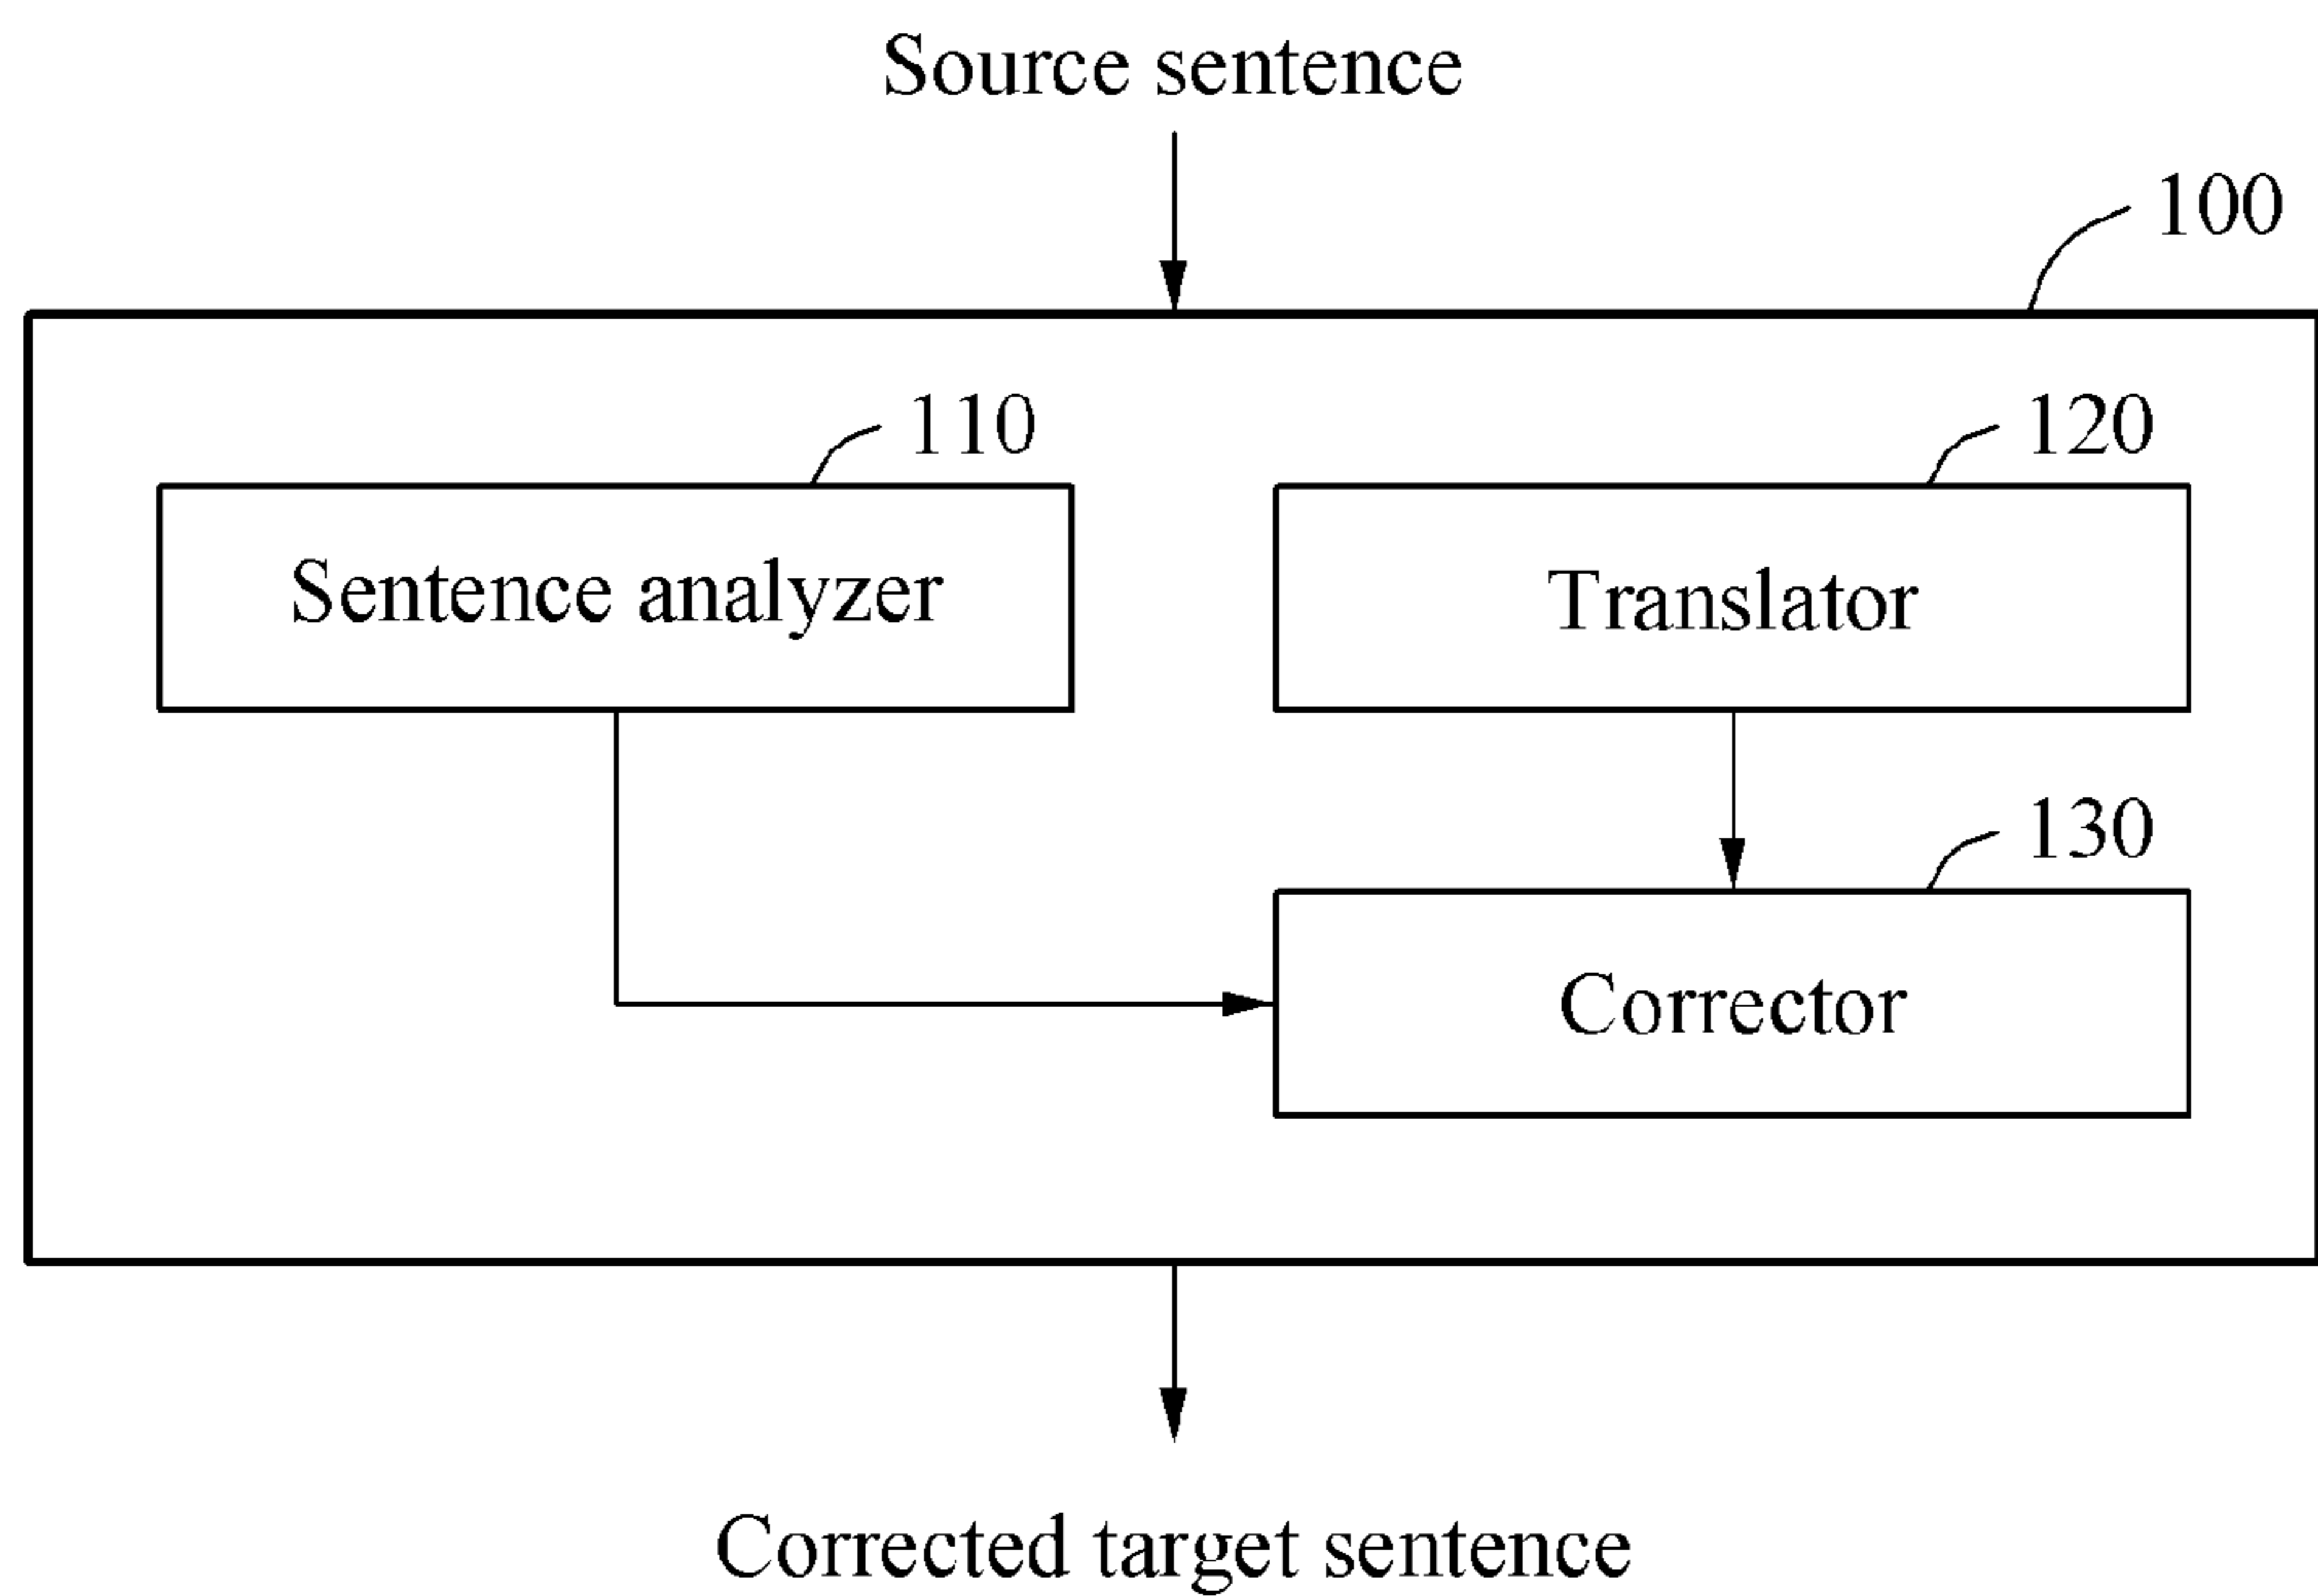 Source sentence
100
110
120
Sentence analyzer
Translator
130
Corrector
Corrected target sentence